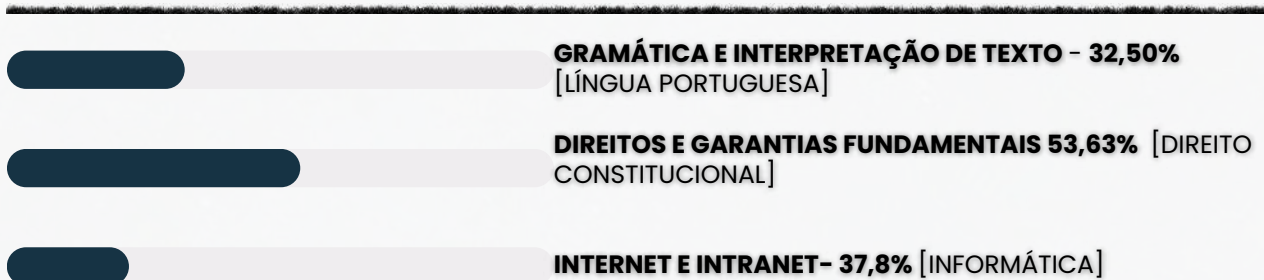 GRAMÁTICA E INTERPRETAÇÃO DE TEXTO - 32,50%
[LÍNGUA PORTUGUESA]
DIREITOS E GARANTIAS FUNDAMENTAIS 53,63% [DIREITO
CONSTITUCIONAL]
INTERNET E INTRANET- 37,8% [INFORMÁTICA]